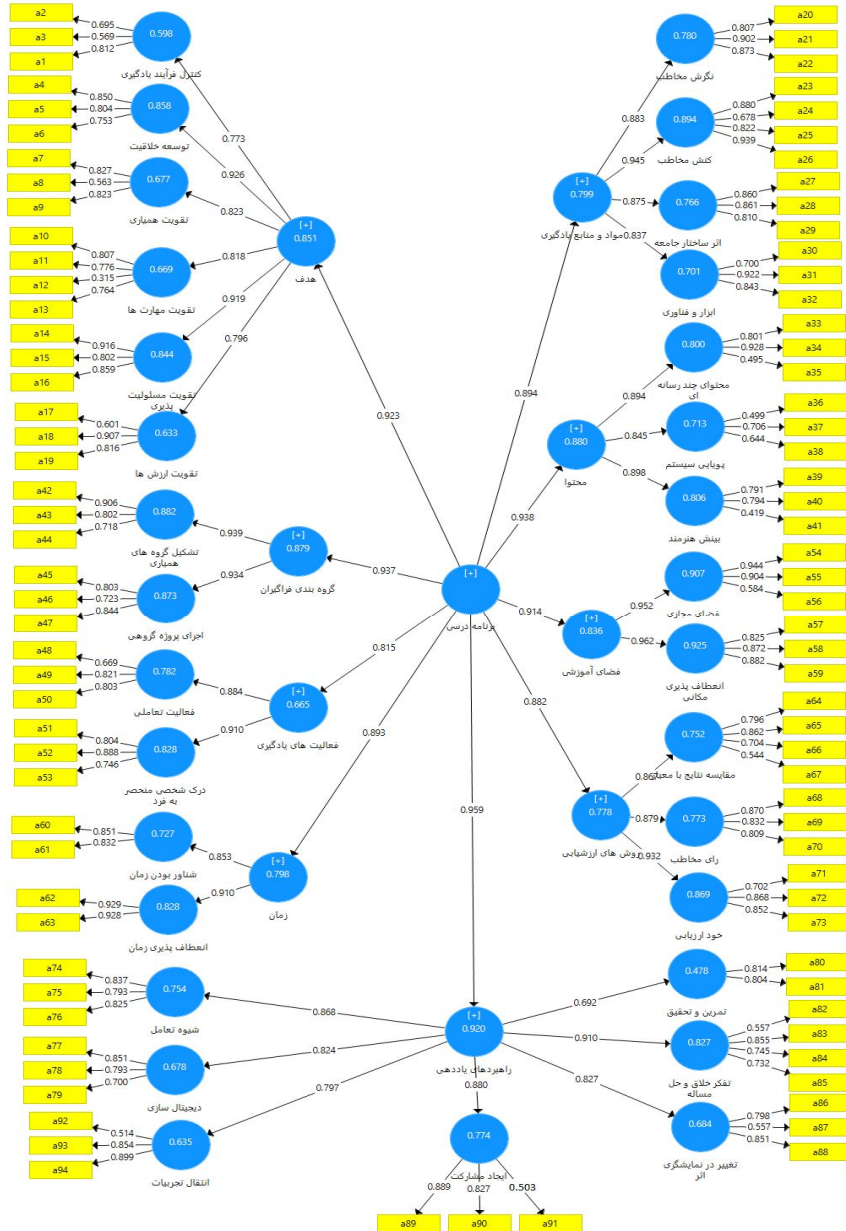 a2
a3
a1
0.695
0.569
0.812
0.598
کنترل فرآیند یادگیری
a4
a5
a6
0.850
0.804
0.753
0.858
توسعه خلاقیت
a7
a8
a9
0.827
0.563
0.823
0.677
تقویت همیاری
a10
a11
a12
a13
0.807
0.776
0.315
0.764
0.669
تقویت مهارت ها
a14
a15
a16
0.916
0.802
0.859
0.844
تقویت مسئولیت
پذیری
a17
a18
a19
0.601
0.907
0.816
0.633
تقویت ارزش ها
0.773
0.926
0.823
0.818
0.919
0.796
[+]
0.851
هدف
0.923
a42
a43
a44
0.906
0.802
0.718
0.882
تشکیل گروه های
همیاری
a45
a46
a47
0.803
0.723
0.844
0.873
اجرای پروژه گروهی
0.939
0.934
[+]
0.879
گروه بندی فراگیران
0.937
a48
a49
a50
0.669
0.821
0.803
0.782
فعالیت تعاملی
a51
a52
a53
0.804
0.888
0.746
0.828
درک شخصی منحصر
به فرد
0.884
0.910
[+]
0.665
فعالیت های یادگیری
0.815
a60
a61
0.851
0.832
0.727
شناور بودن زمان
a62
a63
0.929
0.928
0.828
انعطاف پذیری زمان
0.853
0.910
[+]
0.798
زمان
0.893
[+]
برنامه درسی
a20
a21
a22
0.807
0.902
0.873
0.780
نگرش مخاطب
a23
a24
a25
a26
0.880
0.678
0.822
0.939
0.894
کنش مخاطب
a27
a28
a29
0.860
0.861
0.810
0.766
اثر ساختار جامعه
a30
a31
a32
0.700
0.922
0.843
0.701
ابزار و فناوری
0.883
0.945
0.875
0.837
[+]
0.799
مواد و منابع یادگیری
0.894
a33
a34
a35
0.801
0.928
0.495
0.800
محتوای چند رسانه
ای
a36
a37
a38
0.499
0.706
0.644
0.713
پویایی سیستم
a39
a40
a41
0.791
0.794
0.419
0.806
بینش هنرمند
0.894
0.845
0.898
[+]
0.880
محتوا
0.938
a54
a55
a56
0.944
0.904
0.584
0.907
فضای مجازی
a57
a58
a59
0.825
0.872
0.882
0.925
انعطاف پذیری
مکانی
0.952
0.962
[+]
0.836
فضای آموزشی
0.914
a64
a65
a66
a67
0.796
0.862
0.704
0.544
0.752
مقایسه نتایج با معیار
a68
a69
a70
0.870
0.832
0.809
0.773
رای مخاطب
a71
a72
a73
0.702
0.868
0.852
0.869
خود ارزیابی
0.867
0.879
0.932
[+]
0.778
روش های ارزشیابی
0.882
0.959
a74
a75
a76
0.837
0.793
0.825
0.754
شیوه تعامل
a77
a78
a79
0.851
0.793
0.700
0.678
دیجیتال سازی
a92
a93
a94
0.514
0.854
0.899
0.635
انتقال تجربیات
0.868
0.824
0.797
[+]
0.920
راهبردهای یاددهی
0.692
0.910
0.827
0.880
a80
a81
0.814
0.804
0.478
تمرین و تحقیق
a82
a83
a84
a85
0.557
0.855
0.745
0.732
0.827
تفکر خلاق و حل
مساله
a86
a87
a88
0.798
0.557
0.851
0.684
تغییر در نمایشگری
اثر
0.774
ایجاد مشارکت
0.889
0.827
0.503
a89
a90
a91